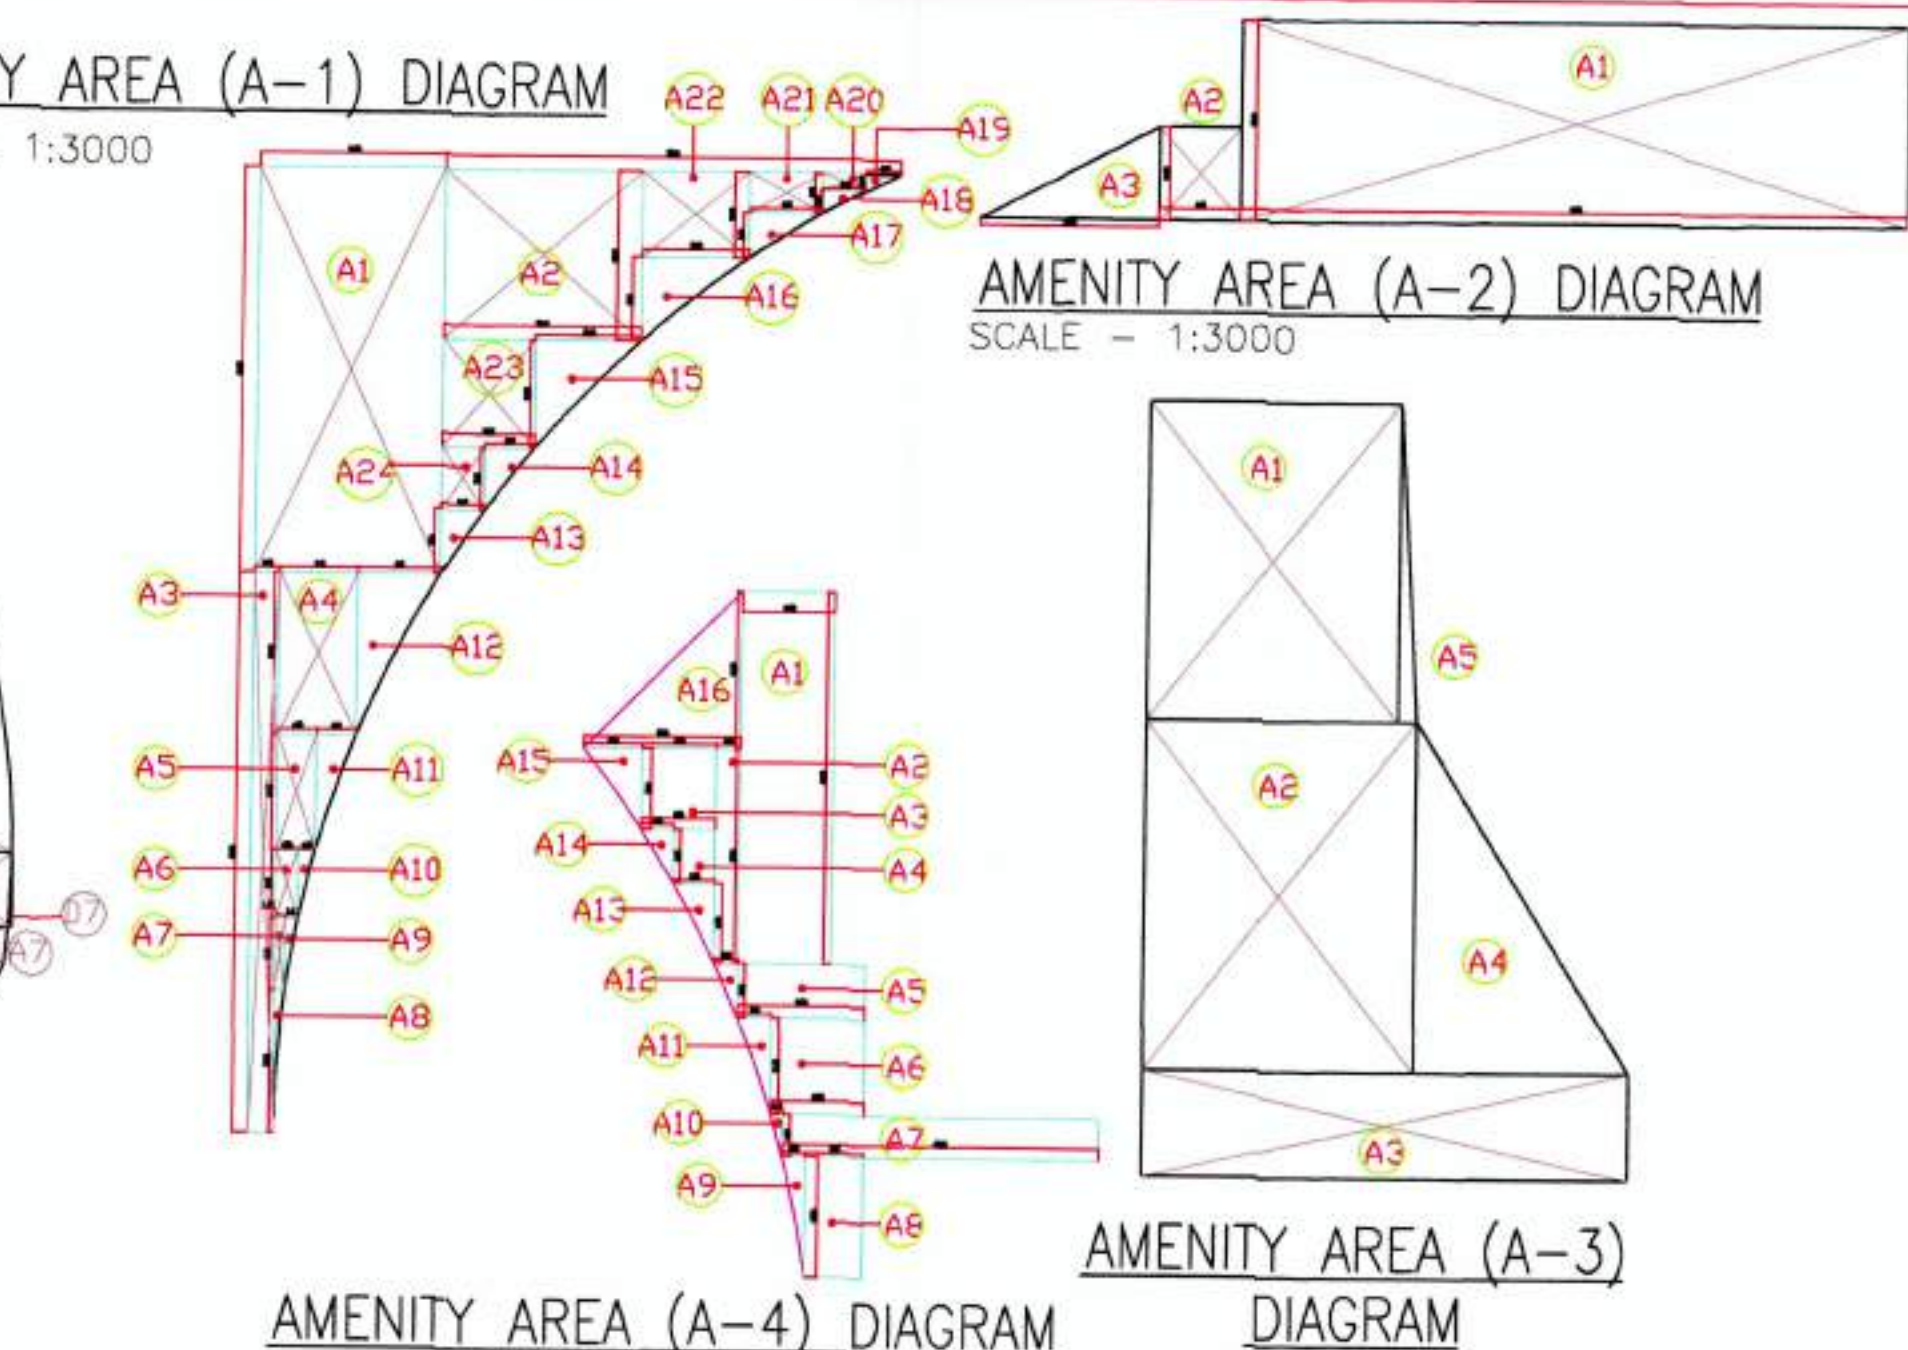 Y AREA (A-1) DIAGRAM
1:3000
A22
A21
A20
A19
A18
A17
A1
A2
A16
A23
A15
A24
A14
A13
A3
A4
A12
A5
A11
A6
A10
A7
A9
A8
D7
A7
A1
A2
A3
AMENITY AREA (A-2) DIAGRAM
SCALE - 1:3000
A16
A1
A15
A2
A3
A14
A4
A13
A12
A5
A11
A6
A10
A7
A9
A8
AMENITY AREA (A-4) DIAGRAM
A1
A5
A2
A4
A3
AMENITY AREA (A-3)
DIAGRAM